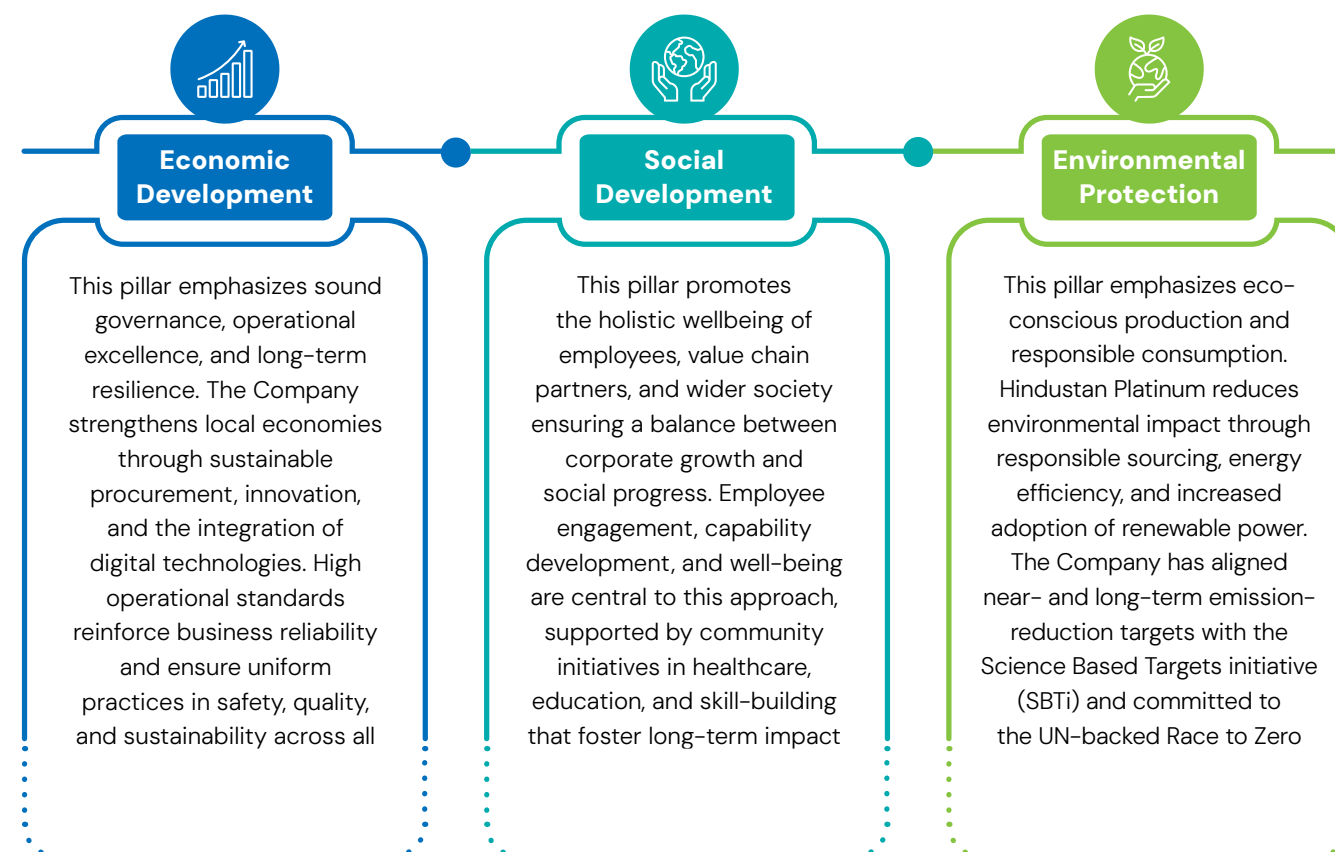 Economic
Development
This pillar emphasizes sound
governance, operational
excellence, and long-term
resilience. The Company
strengthens local economies
through sustainable
procurement, innovation,
and the integration of
digital technologies. High
operational standards
reinforce business reliability
and ensure uniform
practices in safety, quality,
and sustainability across all
Social
Development
This pillar promotes
the holistic wellbeing of
employees, value chain
partners, and wider society
ensuring a balance between
corporate growth and
social progress. Employee
engagement, capability
development, and well-being
are central to this approach,
supported by community
initiatives in healthcare,
education, and skill-building
that foster long-term impact
Environmental
Protection
This pillar emphasizes eco-
conscious production and
responsible consumption.
Hindustan Platinum reduces
environmental impact through
responsible sourcing, energy
efficiency, and increased
adoption of renewable power.
The Company has aligned
near- and long-term emission-
reduction targets with the
Science Based Targets initiative
(SBTi) and committed to
the UN-backed Race to Zero